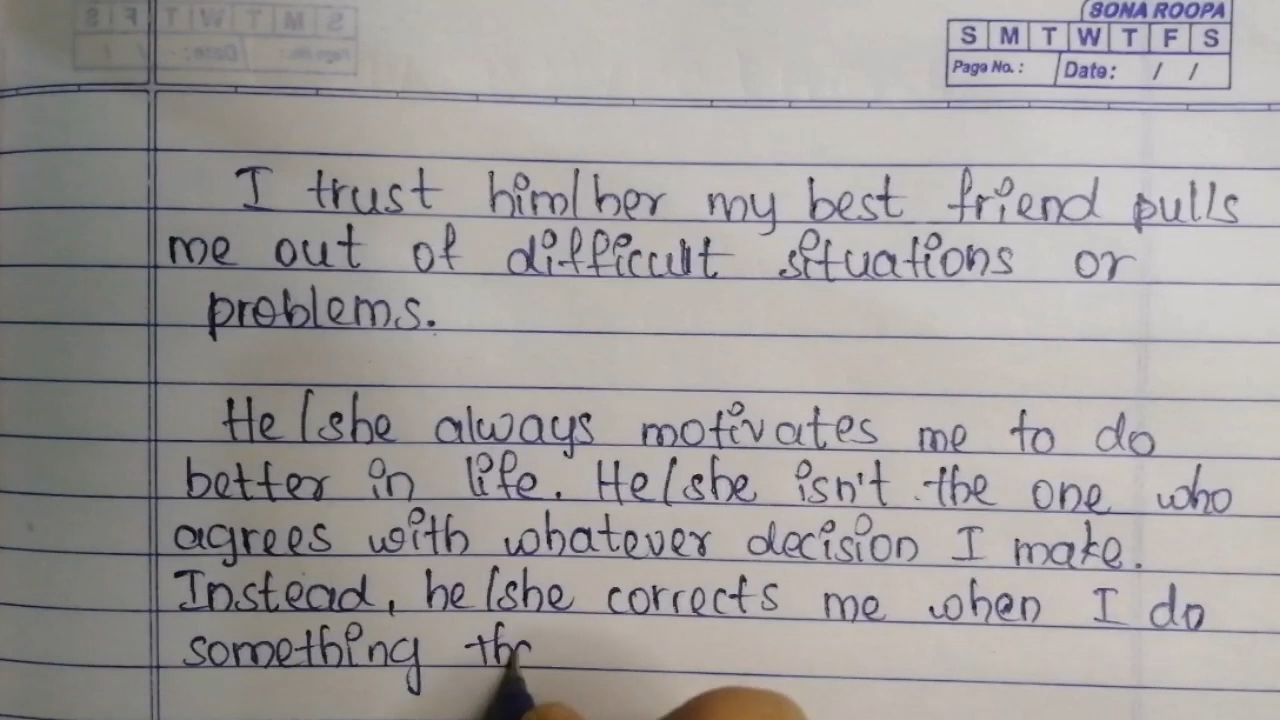 SONA ROOPA
S M T W T F S
Page No.: Date: / /
I trust him/her my best friend pulls
me out of difficult situations or
problems.
He/she always motivates me to do
better in life. He/she isn't the one who
agrees with whatever decision I make.
Instead, he/she corrects me when I do
something